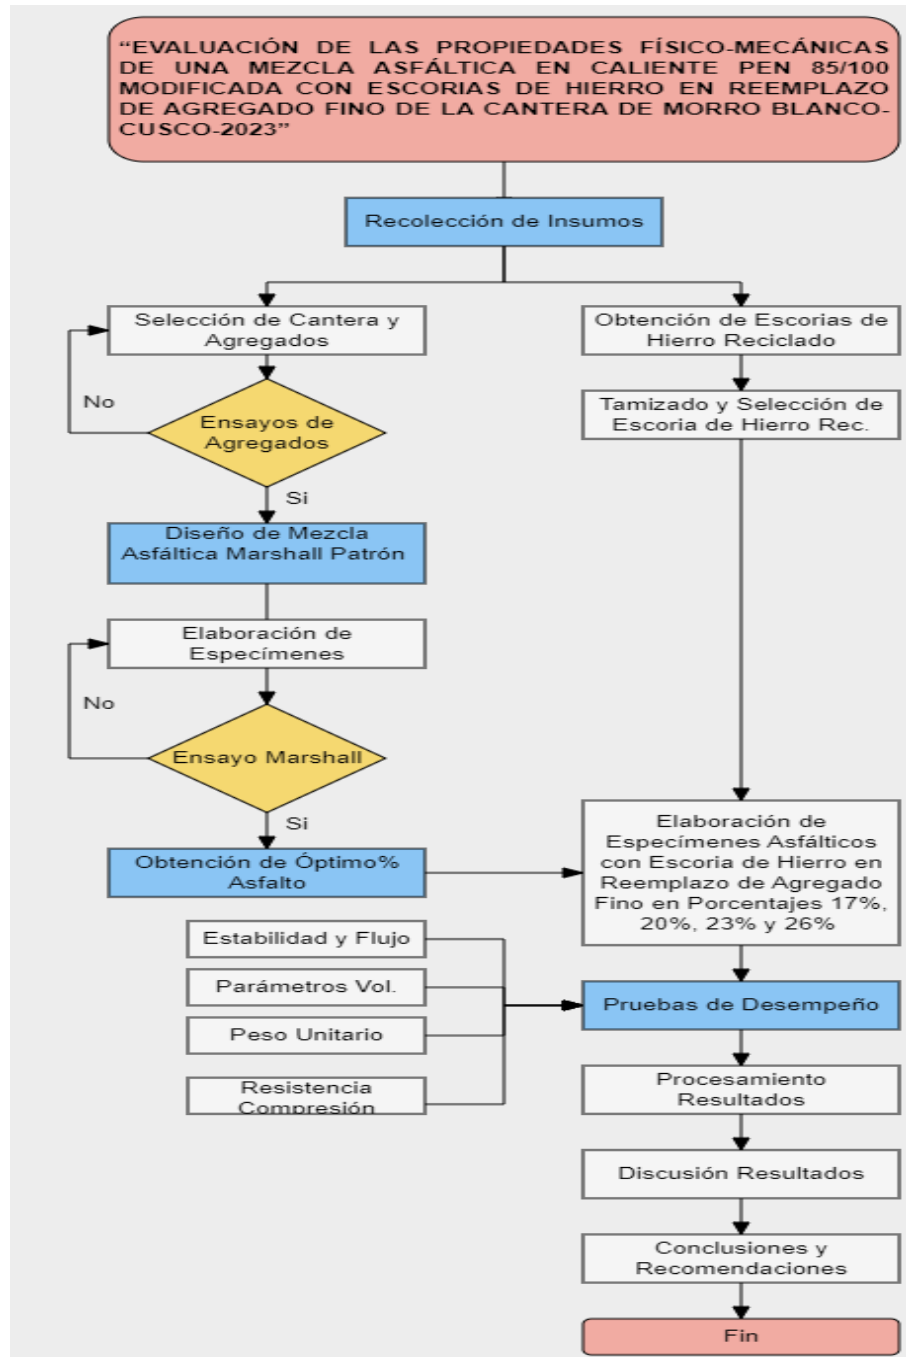 “EVALUACIÓN DE LAS PROPIEDADES FÍSICO-MECÁNICAS
DE UNA MEZCLA ASFÁLTICA EN CALIENTE PEN 85/100
MODIFICADA CON ESCORIAS DE HIERRO EN REEMPLAZO
DE AGREGADO FINO DE LA CANTERA DE MORRO BLANCO-
CUSCO-2023”
Recolección de Insumos
Selección de Cantera y
Agregados
Obtención de Escorias de
Hierro Reciclado
No
Ensayos de
Agregados
Tamizado y Selección de
Escoria de Hierro Rec.
Si
Diseño de Mezcla
Asfáltica Marshall Patrón
Elaboración de
Especímenes
No
Ensayo Marshall
Si
Obtención de Óptimo%
Asfalto
Elaboración de
Especímenes Asfálticos
con Escoria de Hierro en
Reemplazo de Agregado
Fino en Porcentajes 17%,
20%, 23% y 26%
Estabilidad y Flujo
Parámetros Vol.
Peso Unitario
Resistencia
Compresión
Pruebas de Desempeño
Procesamiento
Resultados
Discusión Resultados
Conclusiones y
Recomendaciones
Fin